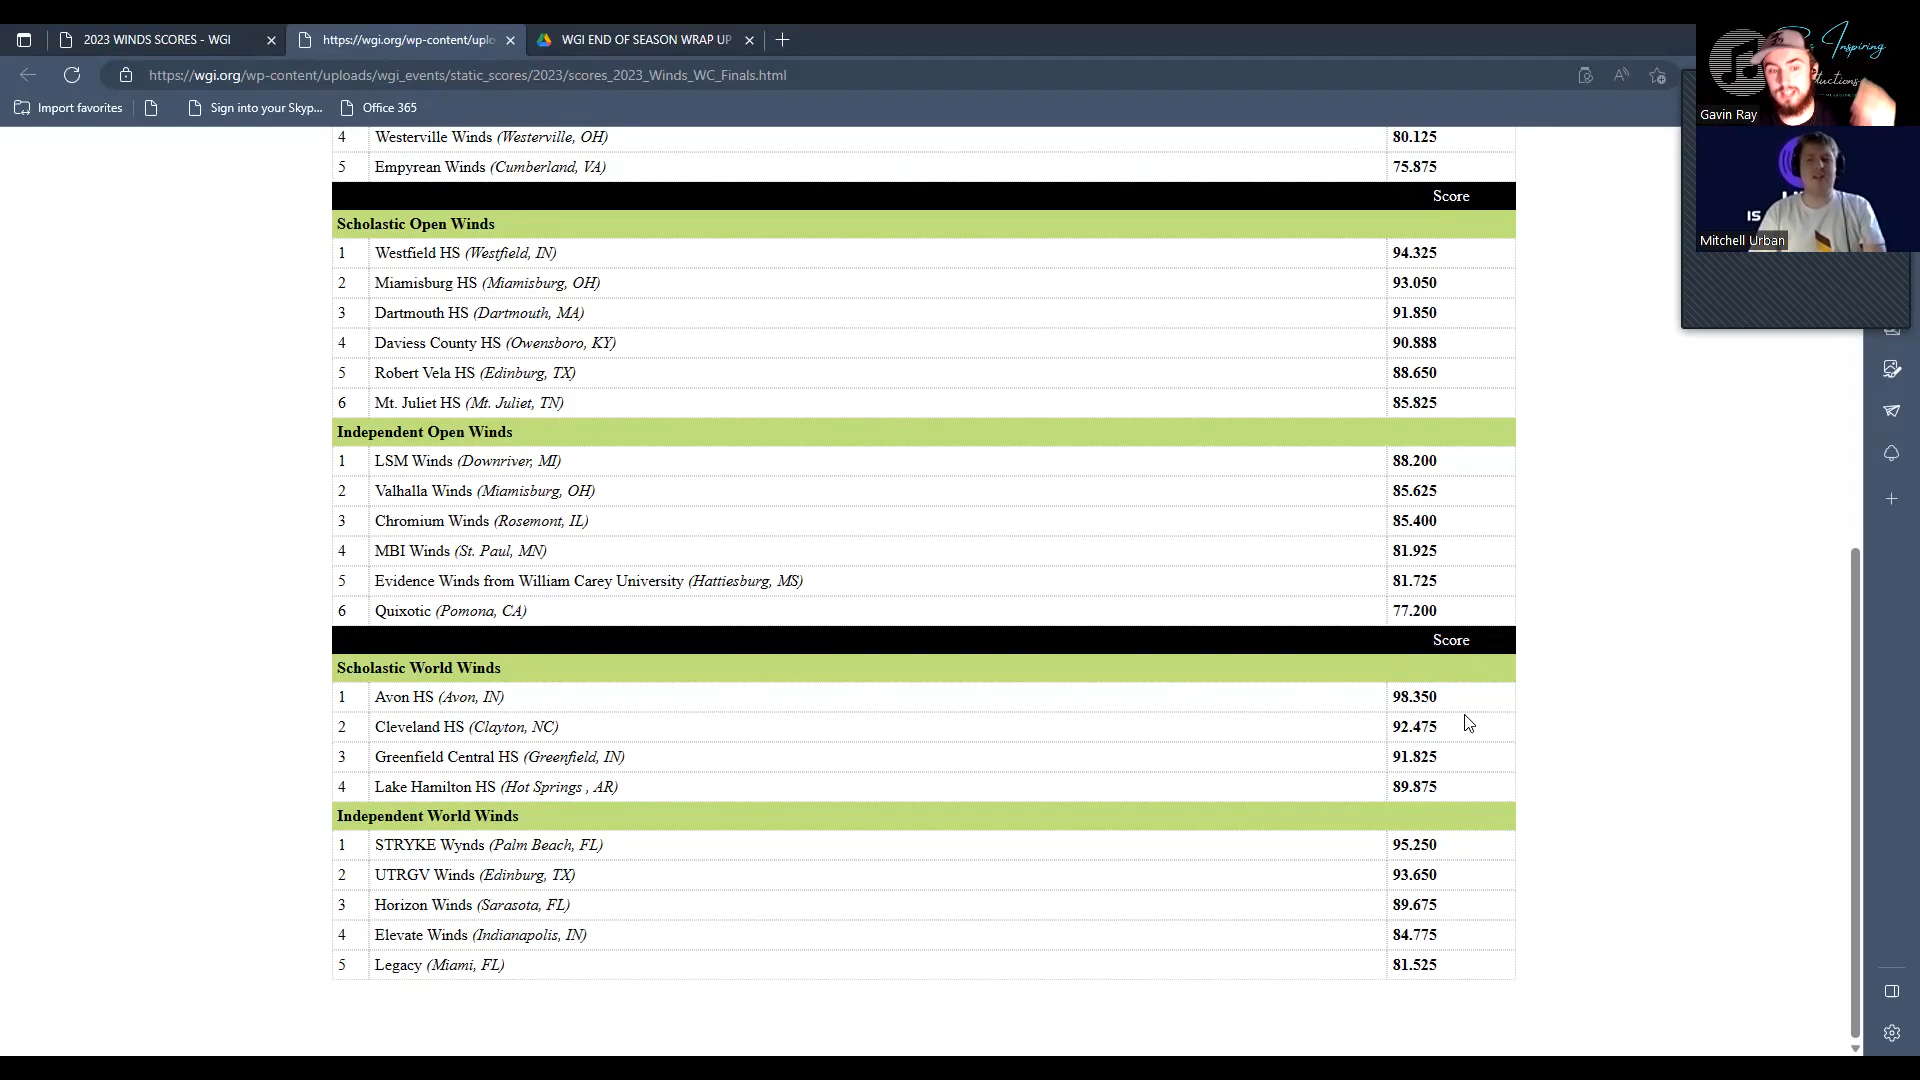 2023 WINDS SCORES - WGI
https://wgi.org/wp-content/uplo
WGI END OF SEASON WRAP UP
https://wgi.org/wp-content/uploads/wgi_events/static_scores/2023/scores_2023_Winds_WC_Finals.html
Import favorites
Sign into your Skyp...
Office 365
Inspiring
Gavin Ray
Mitchell Urban
IS
4 Westerville Winds (Westerville, OH) 80.125
5 Empyrean Winds (Cumberland, VA) 75.875
Score
Scholastic Open Winds
1 Westfield HS (Westfield, IN) 94.325
2 Miamisburg HS (Miamisburg, OH) 93.050
3 Dartmouth HS (Dartmouth, MA) 91.850
4 Daviess County HS (Owensboro, KY) 90.888
5 Robert Vela HS (Edinburg, TX) 88.650
6 Mt. Juliet HS (Mt. Juliet, TN) 85.825
Independent Open Winds
1 LSM Winds (Downriver, MI) 88.200
2 Valhalla Winds (Miamisburg, OH) 85.625
3 Chromium Winds (Rosemont, IL) 85.400
4 MBI Winds (St. Paul, MN) 81.925
5 Evidence Winds from William Carey University (Hattiesburg, MS) 81.725
6 Quixotic (Pomona, CA) 77.200
Score
Scholastic World Winds
1 Avon HS (Avon, IN) 98.350
2 Cleveland HS (Clayton, NC) 92.475
3 Greenfield Central HS (Greenfield, IN) 91.825
4 Lake Hamilton HS (Hot Springs , AR) 89.875
Independent World Winds
1 STRYKE Wynds (Palm Beach, FL) 95.250
2 UTRGV Winds (Edinburg, TX) 93.650
3 Horizon Winds (Sarasota, FL) 89.675
4 Elevate Winds (Indianapolis, IN) 84.775
5 Legacy (Miami, FL) 81.525